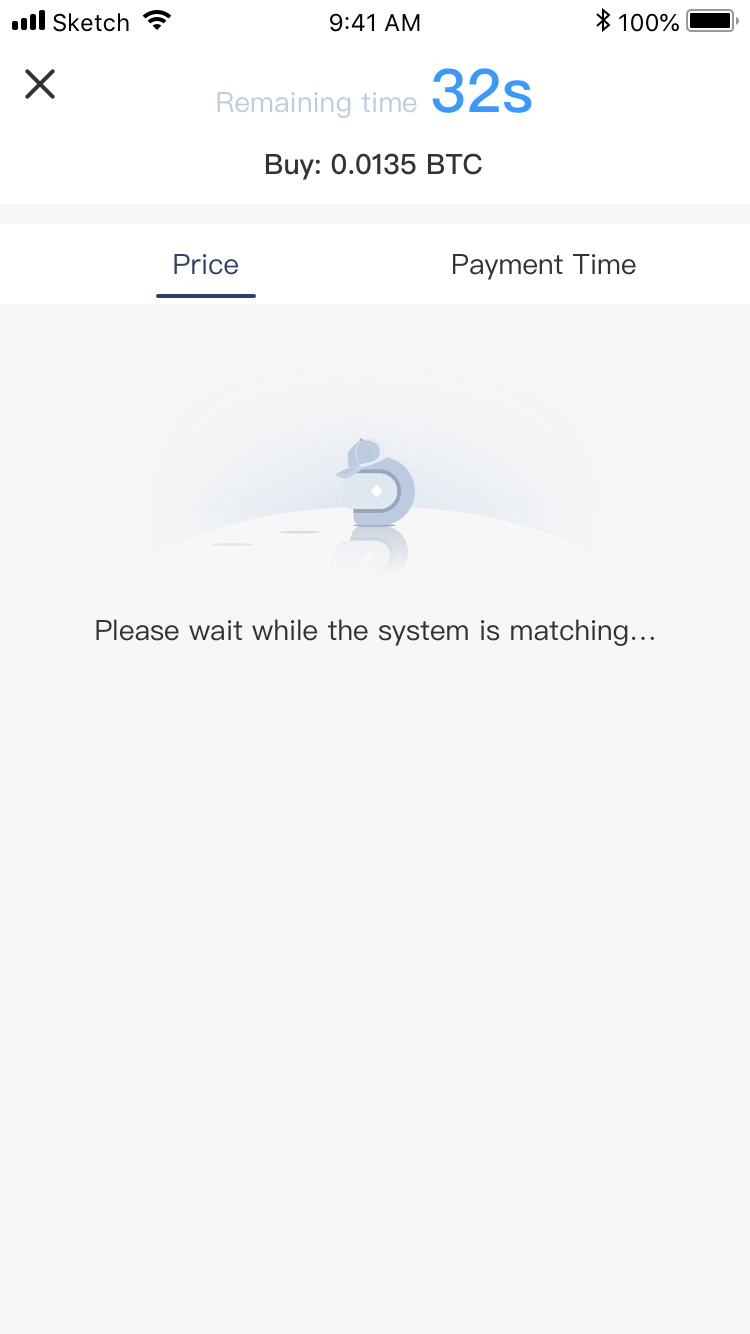 Sketch 9:41 AM 100%
Remaining time 32s
Buy: 0.0135 BTC
Price Payment Time
Please wait while the system is matching...